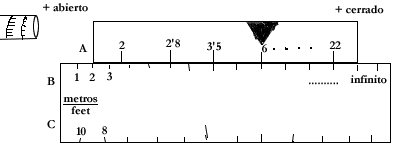 + abierto
+ cerrado
A 2 2'8 3'5 6 . . . . 22
B 1 2 3 .......... infinito
metros
feet
C 10 8